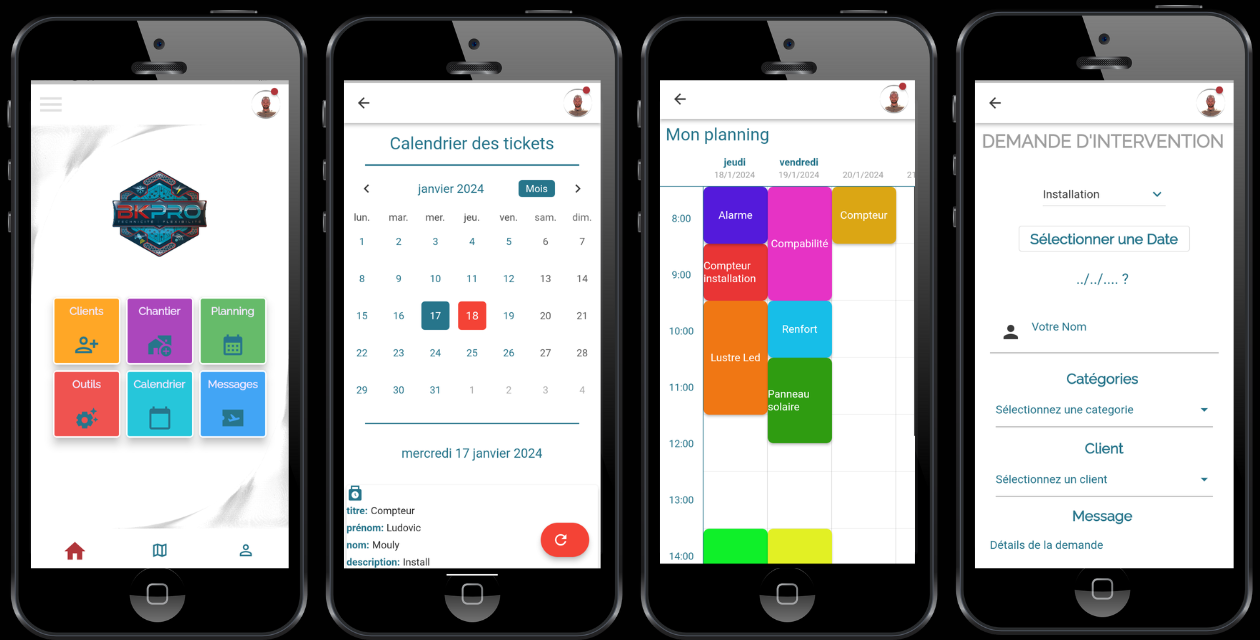 BKPRO
TECHNICITÉ - FLEXIBILITÉ
Clients
Chantier
Planning
Outils
Calendrier
Messages
Calendrier des tickets
janvier 2024
Mois
lun. mar. mer. jeu. ven. sam. dim.
1 2 3 4 5 6 7
8 9 10 11 12 13 14
15 16 17 18 19 20 21
22 23 24 25 26 27 28
29 30 31 1 2 3 4
mercredi 17 janvier 2024
titre: Compteur
prénom: Ludovic
nom: Mouly
description: Install
Mon planning
jeudi vendredi
18/1/2024 19/1/2024 20/1/2024 21
8:00 Alarme Compteur
Compabilité
9:00 Compteur
installation
10:00 Renfort
Lustre Led
11:00 Panneau
solaire
12:00
13:00
14:00
DEMANDE D'INTERVENTION
Installation
Sélectionner une Date
../../.... ?
Votre Nom
Catégories
Sélectionnez une categorie
Client
Sélectionnez un client
Message
Détails de la demande